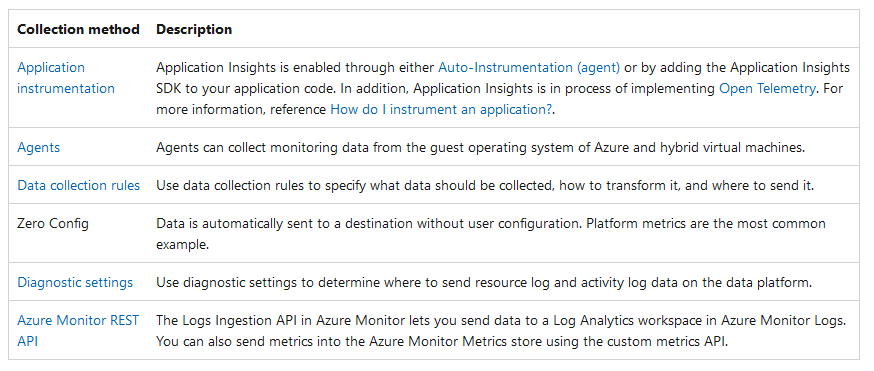 Collection method Description
Application Application Insights is enabled through either Auto-Instrumentation (agent) or by adding the Application Insights
instrumentation SDK to your application code. In addition, Application Insights is in process of implementing Open Telemetry. For
more information, reference How do I instrument an application?.
Agents Agents can collect monitoring data from the guest operating system of Azure and hybrid virtual machines.
Data collection rules Use data collection rules to specify what data should be collected, how to transform it, and where to send it.
Zero Config Data is automatically sent to a destination without user configuration. Platform metrics are the most common
example.
Diagnostic settings Use diagnostic settings to determine where to send resource log and activity log data on the data platform.
Azure Monitor REST The Logs Ingestion API in Azure Monitor lets you send data to a Log Analytics workspace in Azure Monitor Logs.
API You can also send metrics into the Azure Monitor Metrics store using the custom metrics API.